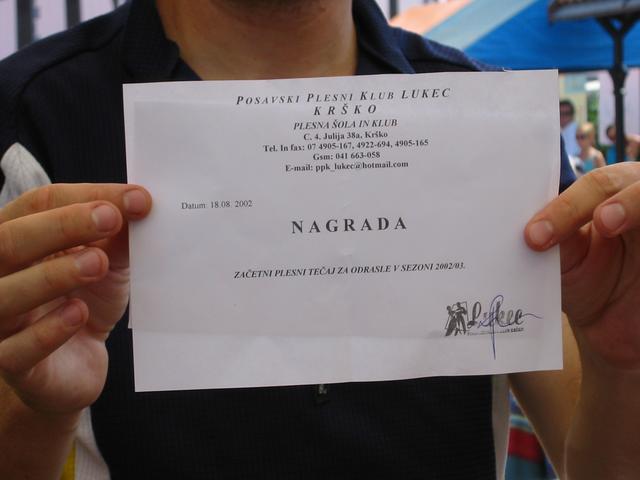 POSAVSKI PLESNI KLUB LUKEC
KRŠKO
PLESNA ŠOLA IN KLUB
C. 4. Julija 38a, Krško
Tel. In fax: 07 4905-167, 4922-694, 4905-165
Gsm: 041 663-058
E-mail: ppk_lukec@hotmail.com
Datum: 18.08. 2002
NAGRADA
ZAČETNI PLESNI TEČAJ ZA ODRASLE V SEZONI 2002/03.
Lukec